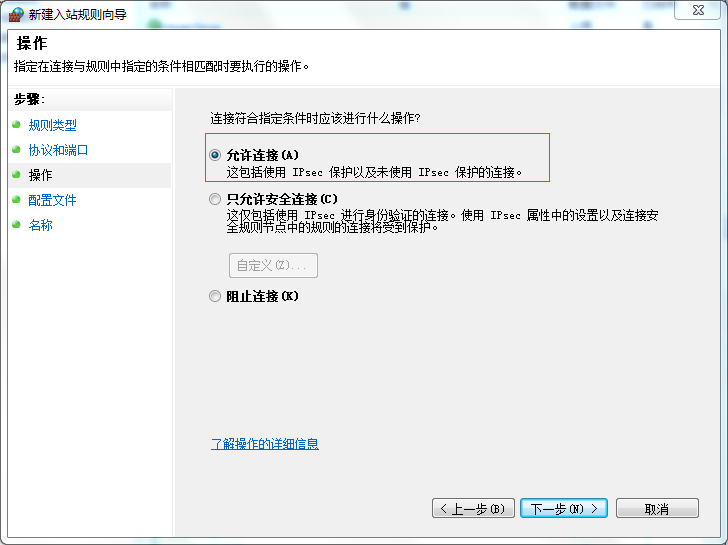 新建入站规则向导
操作
指定在连接与规则中指定的条件相匹配时要执行的操作。
步骤:
规则类型
协议和端口
操作
配置文件
名称
连接符合指定条件时应该进行什么操作?
允许连接(A)
这包括使用 IPsec 保护以及未使用 IPsec 保护的连接。
只允许安全连接(C)
这仅包括使用 IPsec 进行身份验证的连接。使用 IPsec 属性中的设置以及连接安
全规则节点中的规则的连接将受到保护。
自定义(Z)...
阻止连接(K)
了解操作的详细信息
< 上一步(B)
下一步(N) >
取消